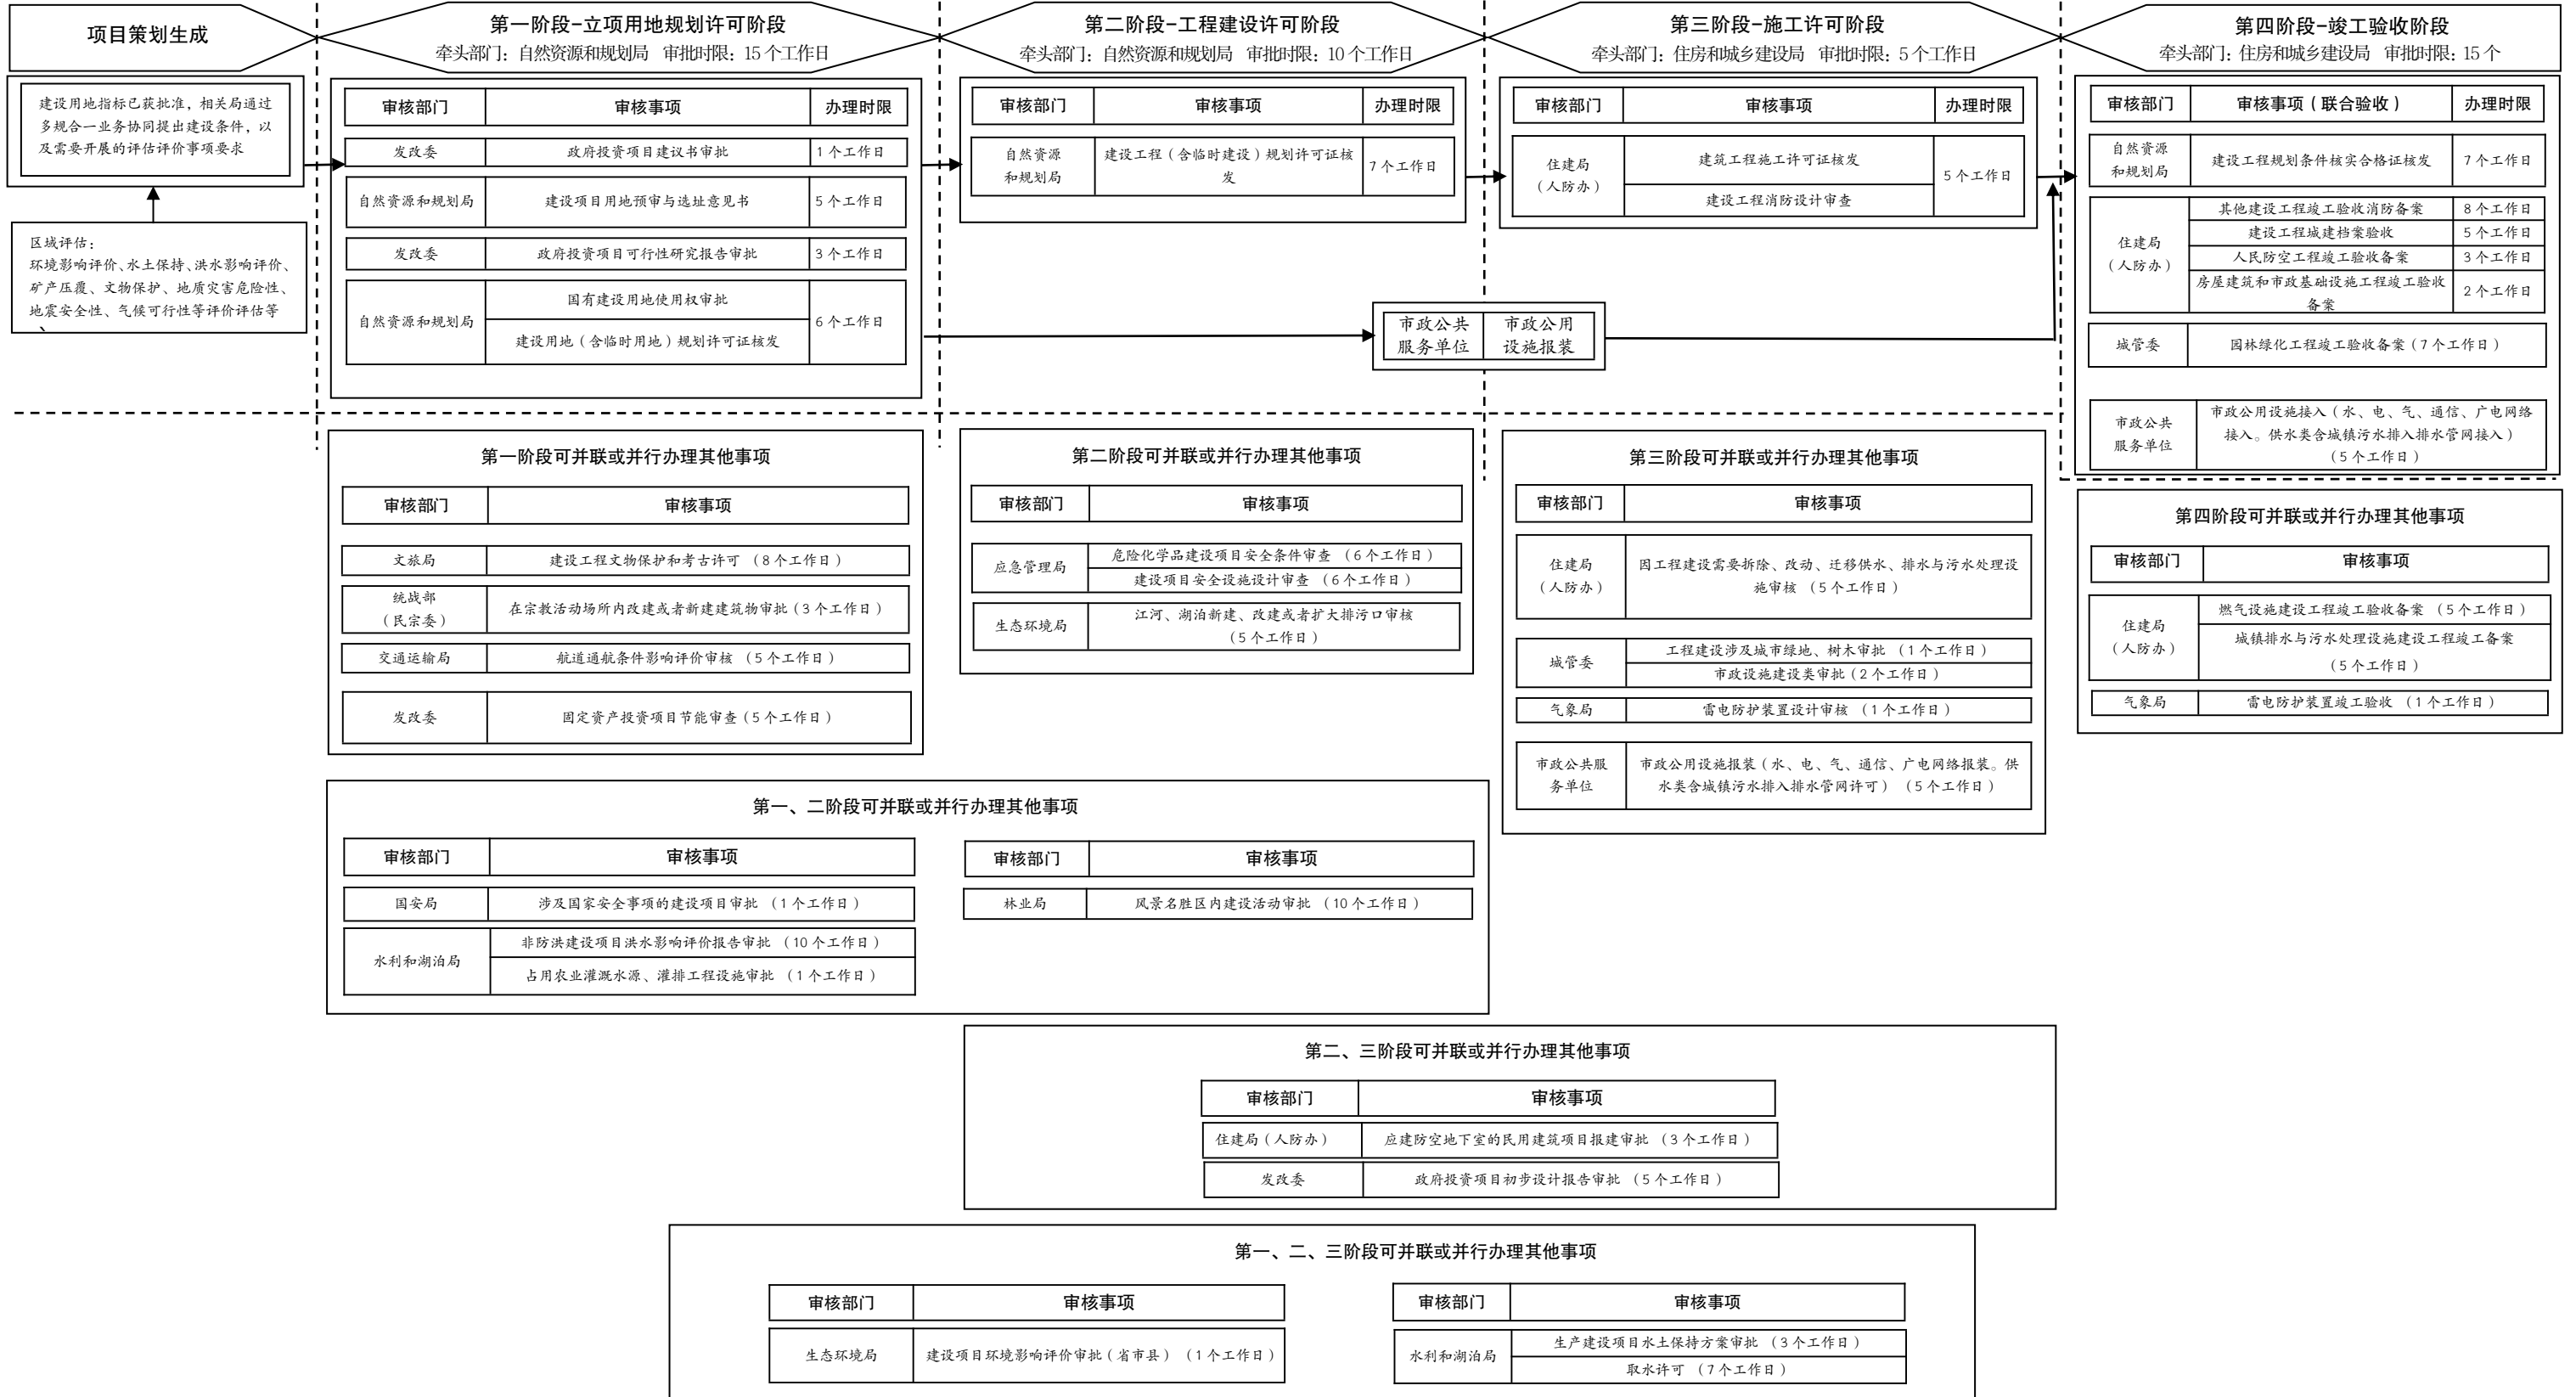 项目策划生成
第一阶段-立项用地规划许可阶段
牵头部门：自然资源和规划局 审批时限：15个工作日
第二阶段-工程建设许可阶段
牵头部门：自然资源和规划局 审批时限：10个工作日
第三阶段-施工许可阶段
牵头部门：住房和城乡建设局 审批时限：5个工作日
第四阶段-竣工验收阶段
牵头部门：住房和城乡建设局 审批时限：15个
建设用地指标已获批准，相关局通过
多规合一业务协同提出建设条件，以
及需要开展的评估评价事项要求
区域评估：
环境影响评价、水土保持、洪水影响评价、
矿产压覆、文物保护、地质灾害危险性、
地震安全性、气候可行性等评价评估等
、
审核部门 审核事项 办理时限
发改委 政府投资项目建议书审批 1个工作日
自然资源和规划局 建设项目用地预审与选址意见书 5个工作日
发改委 政府投资项目可行性研究报告审批 3个工作日
国有建设用地使用权审批
自然资源和规划局 6个工作日
建设用地（含临时用地）规划许可证核发
审核部门 审核事项 办理时限
自然资源
和规划局
建设工程（含临时建设）规划许可证核
发
7个工作日
市政公共
服务单位
市政公用
设施报装
审核部门 审核事项 办理时限
住建局
（人防办）
建筑工程施工许可证核发
建设工程消防设计审查
5个工作日
审核部门 审核事项（联合验收） 办理时限
自然资源
和规划局
建设工程规划条件核实合格证核发 7个工作日
住建局
（人防办）
其他建设工程竣工验收消防备案 8个工作日
建设工程城建档案验收 5个工作日
人民防空工程竣工验收备案 3个工作日
房屋建筑和市政基础设施工程竣工验收
备案
2个工作日
城管委 园林绿化工程竣工验收备案（7个工作日）
市政公共
服务单位
市政公用设施接入（水、电、气、通信、广电网络
接入。供水类含城镇污水排入排水管网接入）
（5个工作日）
第一阶段可并联或并行办理其他事项
审核部门 审核事项
文旅局 建设工程文物保护和考古许可 （8个工作日）
统战部
（民宗委）
在宗教活动场所内改建或者新建建筑物审批（3个工作日）
交通运输局 航道通航条件影响评价审核 （5个工作日）
发改委 固定资产投资项目节能审查（5个工作日）
第二阶段可并联或并行办理其他事项
审核部门 审核事项
应急管理局
危险化学品建设项目安全条件审查 （6个工作日）
建设项目安全设施设计审查 （6个工作日）
生态环境局
江河、湖泊新建、改建或者扩大排污口审核
（5个工作日）
第三阶段可并联或并行办理其他事项
审核部门 审核事项
住建局
（人防办）
因工程建设需要拆除、改动、迁移供水、排水与污水处理设
施审核 （5个工作日）
城管委
工程建设涉及城市绿地、树木审批 （1个工作日）
市政设施建设类审批（2个工作日）
气象局 雷电防护装置设计审核 （1个工作日）
市政公共服
务单位
市政公用设施报装（水、电、气、通信、广电网络报装。供
水类含城镇污水排入排水管网许可） （5个工作日）
第四阶段可并联或并行办理其他事项
审核部门 审核事项
住建局
（人防办）
燃气设施建设工程竣工验收备案 （5个工作日）
城镇排水与污水处理设施建设工程竣工备案
（5个工作日）
气象局 雷电防护装置竣工验收 （1个工作日）
第一、二阶段可并联或并行办理其他事项
审核部门 审核事项
国安局 涉及国家安全事项的建设项目审批 （1个工作日）
水利和湖泊局
非防洪建设项目洪水影响评价报告审批 （10个工作日）
占用农业灌溉水源、灌排工程设施审批 （1个工作日）
审核部门 审核事项
林业局 风景名胜区内建设活动审批 （10个工作日）
第二、三阶段可并联或并行办理其他事项
审核部门 审核事项
住建局（人防办） 应建防空地下室的民用建筑项目报建审批 （3个工作日）
发改委 政府投资项目初步设计报告审批 （5个工作日）
第一、二、三阶段可并联或并行办理其他事项
审核部门 审核事项
生态环境局 建设项目环境影响评价审批（省市县） （1个工作日）
审核部门 审核事项
水利和湖泊局
生产建设项目水土保持方案审批 （3个工作日）
取水许可 （7个工作日）